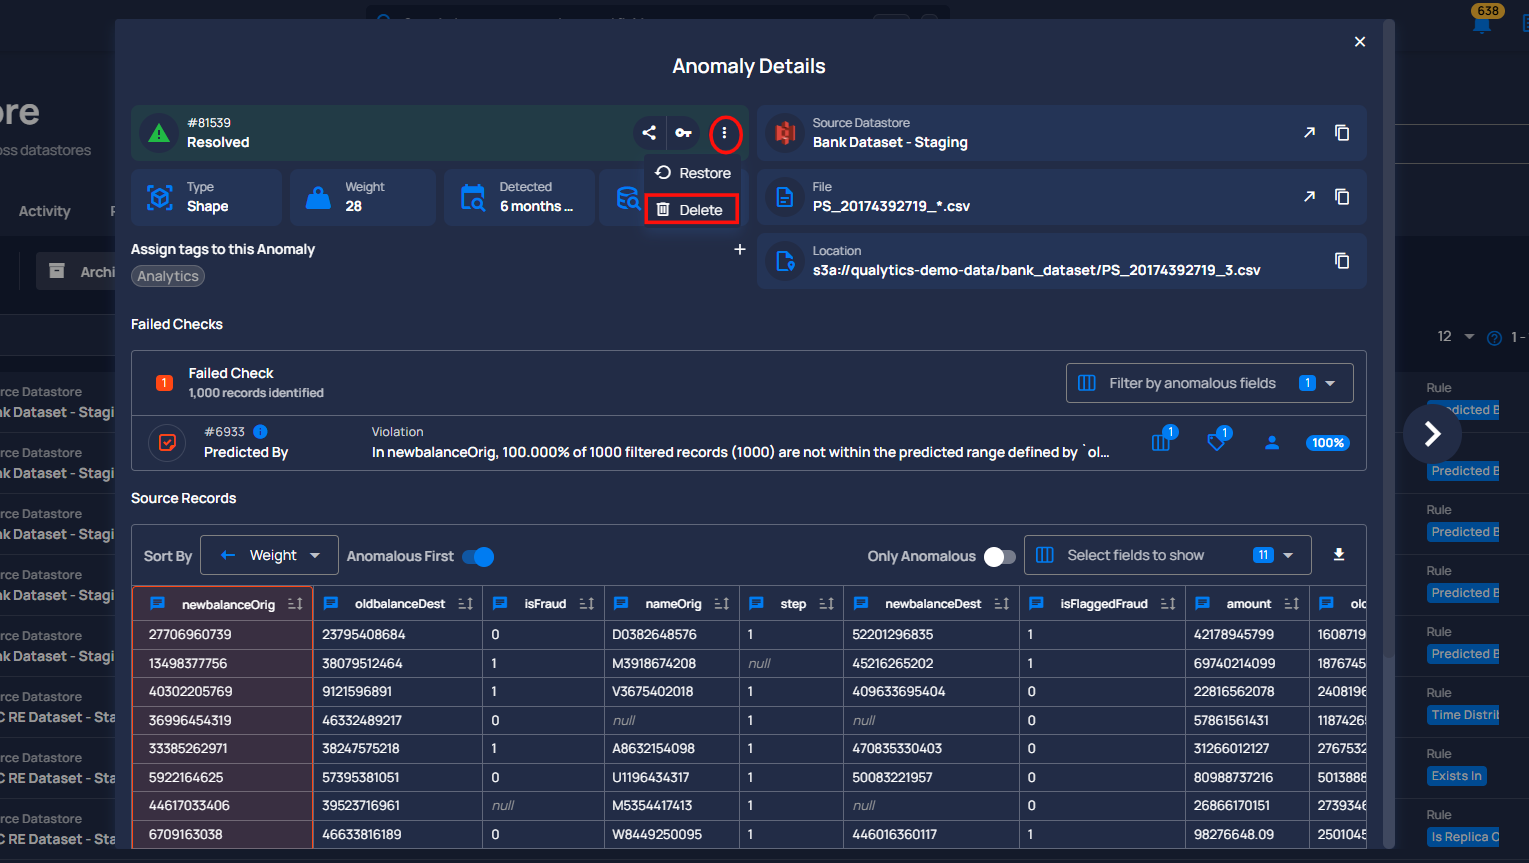 638
Anomaly Details
ore
oss datastores
Activity
Archi
#81539
Resolved
Restore
Delete
Type
Shape
Weight
28
Detected
6 months ...
Source Datastore
Bank Dataset - Staging
File
PS_20174392719_*.csv
Location
s3a://qualytics-demo-data/bank_dataset/PS_20174392719_3.csv
Assign tags to this Anomaly
Analytics
Failed Checks
1
Failed Check
1,000 records identified
Filter by anomalous fields 1
#6933
Predicted By
Violation
In newbalanceOrig, 100.000% of 1000 filtered records (1000) are not within the predicted range defined by `ol...
1
1
100%
Source Records
Sort By Weight Anomalous First
Only Anomalous Select fields to show 11
newbalanceOrig oldbalanceDest isFraud nameOrig step newbalanceDest isFlaggedFraud amount old
27706960739 23795408684 0 D0382648576 1 52201296835 1 42178945799 1608719
13498377756 38079512464 1 M3918674208 null 45216265202 1 69740214099 1876745
40302205769 9121596891 1 V3675402018 1 409633695404 0 22816562078 2408196
36996454319 46332489217 0 null 1 null 0 57861561431 1187426
33385262971 38247575218 1 A8632154098 1 470835330403 0 31266012127 2767532
5922164625 57395381051 0 U1196434317 1 50083221957 0 80988737216 5013888
44617033406 39523716961 null M5354417413 1 null 0 26866170151 2739346
6709163038 46633816189 0 W8449250095 1 446016360117 1 98276648.09 2501045
rce Datastore
nk Dataset - Stagi
rce Datastore
nk Dataset - Stagi
rce Datastore
nk Dataset - Stagi
rce Datastore
nk Dataset - Stagi
rce Datastore
nk Dataset - Stagi
rce Datastore
C RE Dataset - Sta
rce Datastore
C RE Dataset - Sta
rce Datastore
C RE Dataset - Sta
12 1 -
Rule
edicted B
Predicted B
Rule
Predicted B
Rule
Predicted B
Rule
Predicted B
Rule
Time Distrib
Rule
Exists In
Rule
Is Replica O